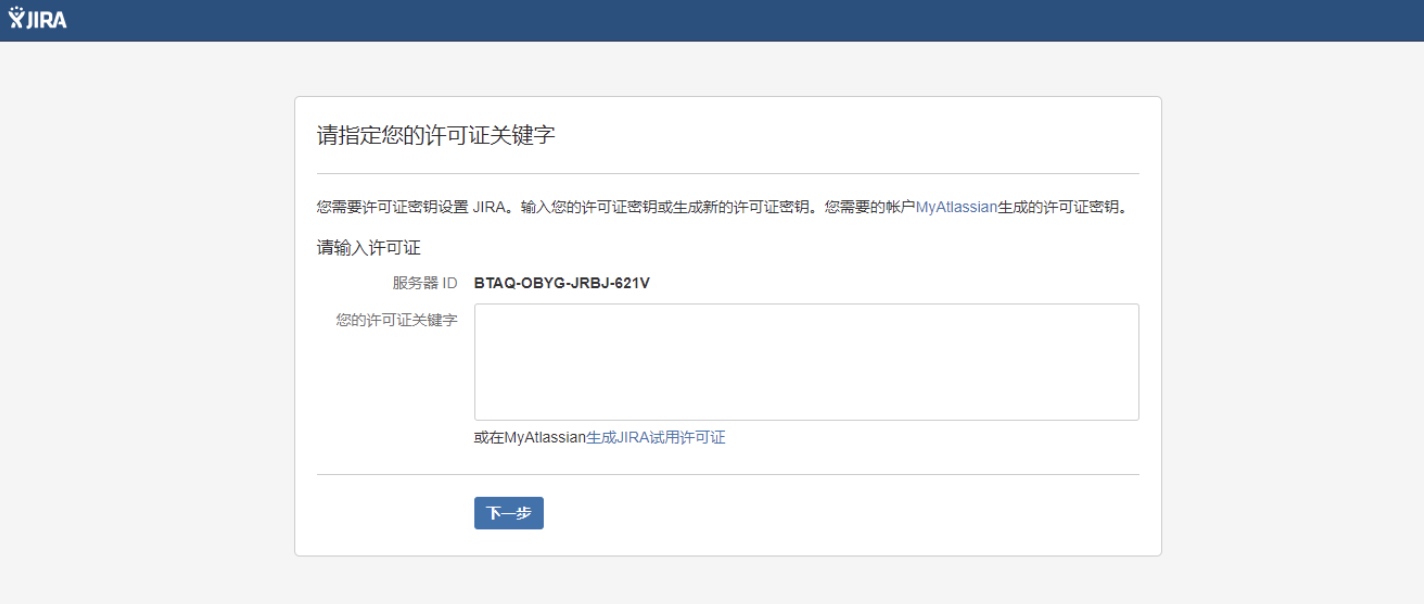 JIRA
请指定您的许可证关键字
您需要许可证密钥设置 JIRA。输入您的许可证密钥或生成新的许可证密钥。您需要的帐户MyAtlassian生成的许可证密钥。
请输入许可证
服务器 ID BTAQ-OBYG-JRBJ-621V
您的许可证关键字
或在MyAtlassian生成JIRA试用许可证
下一步